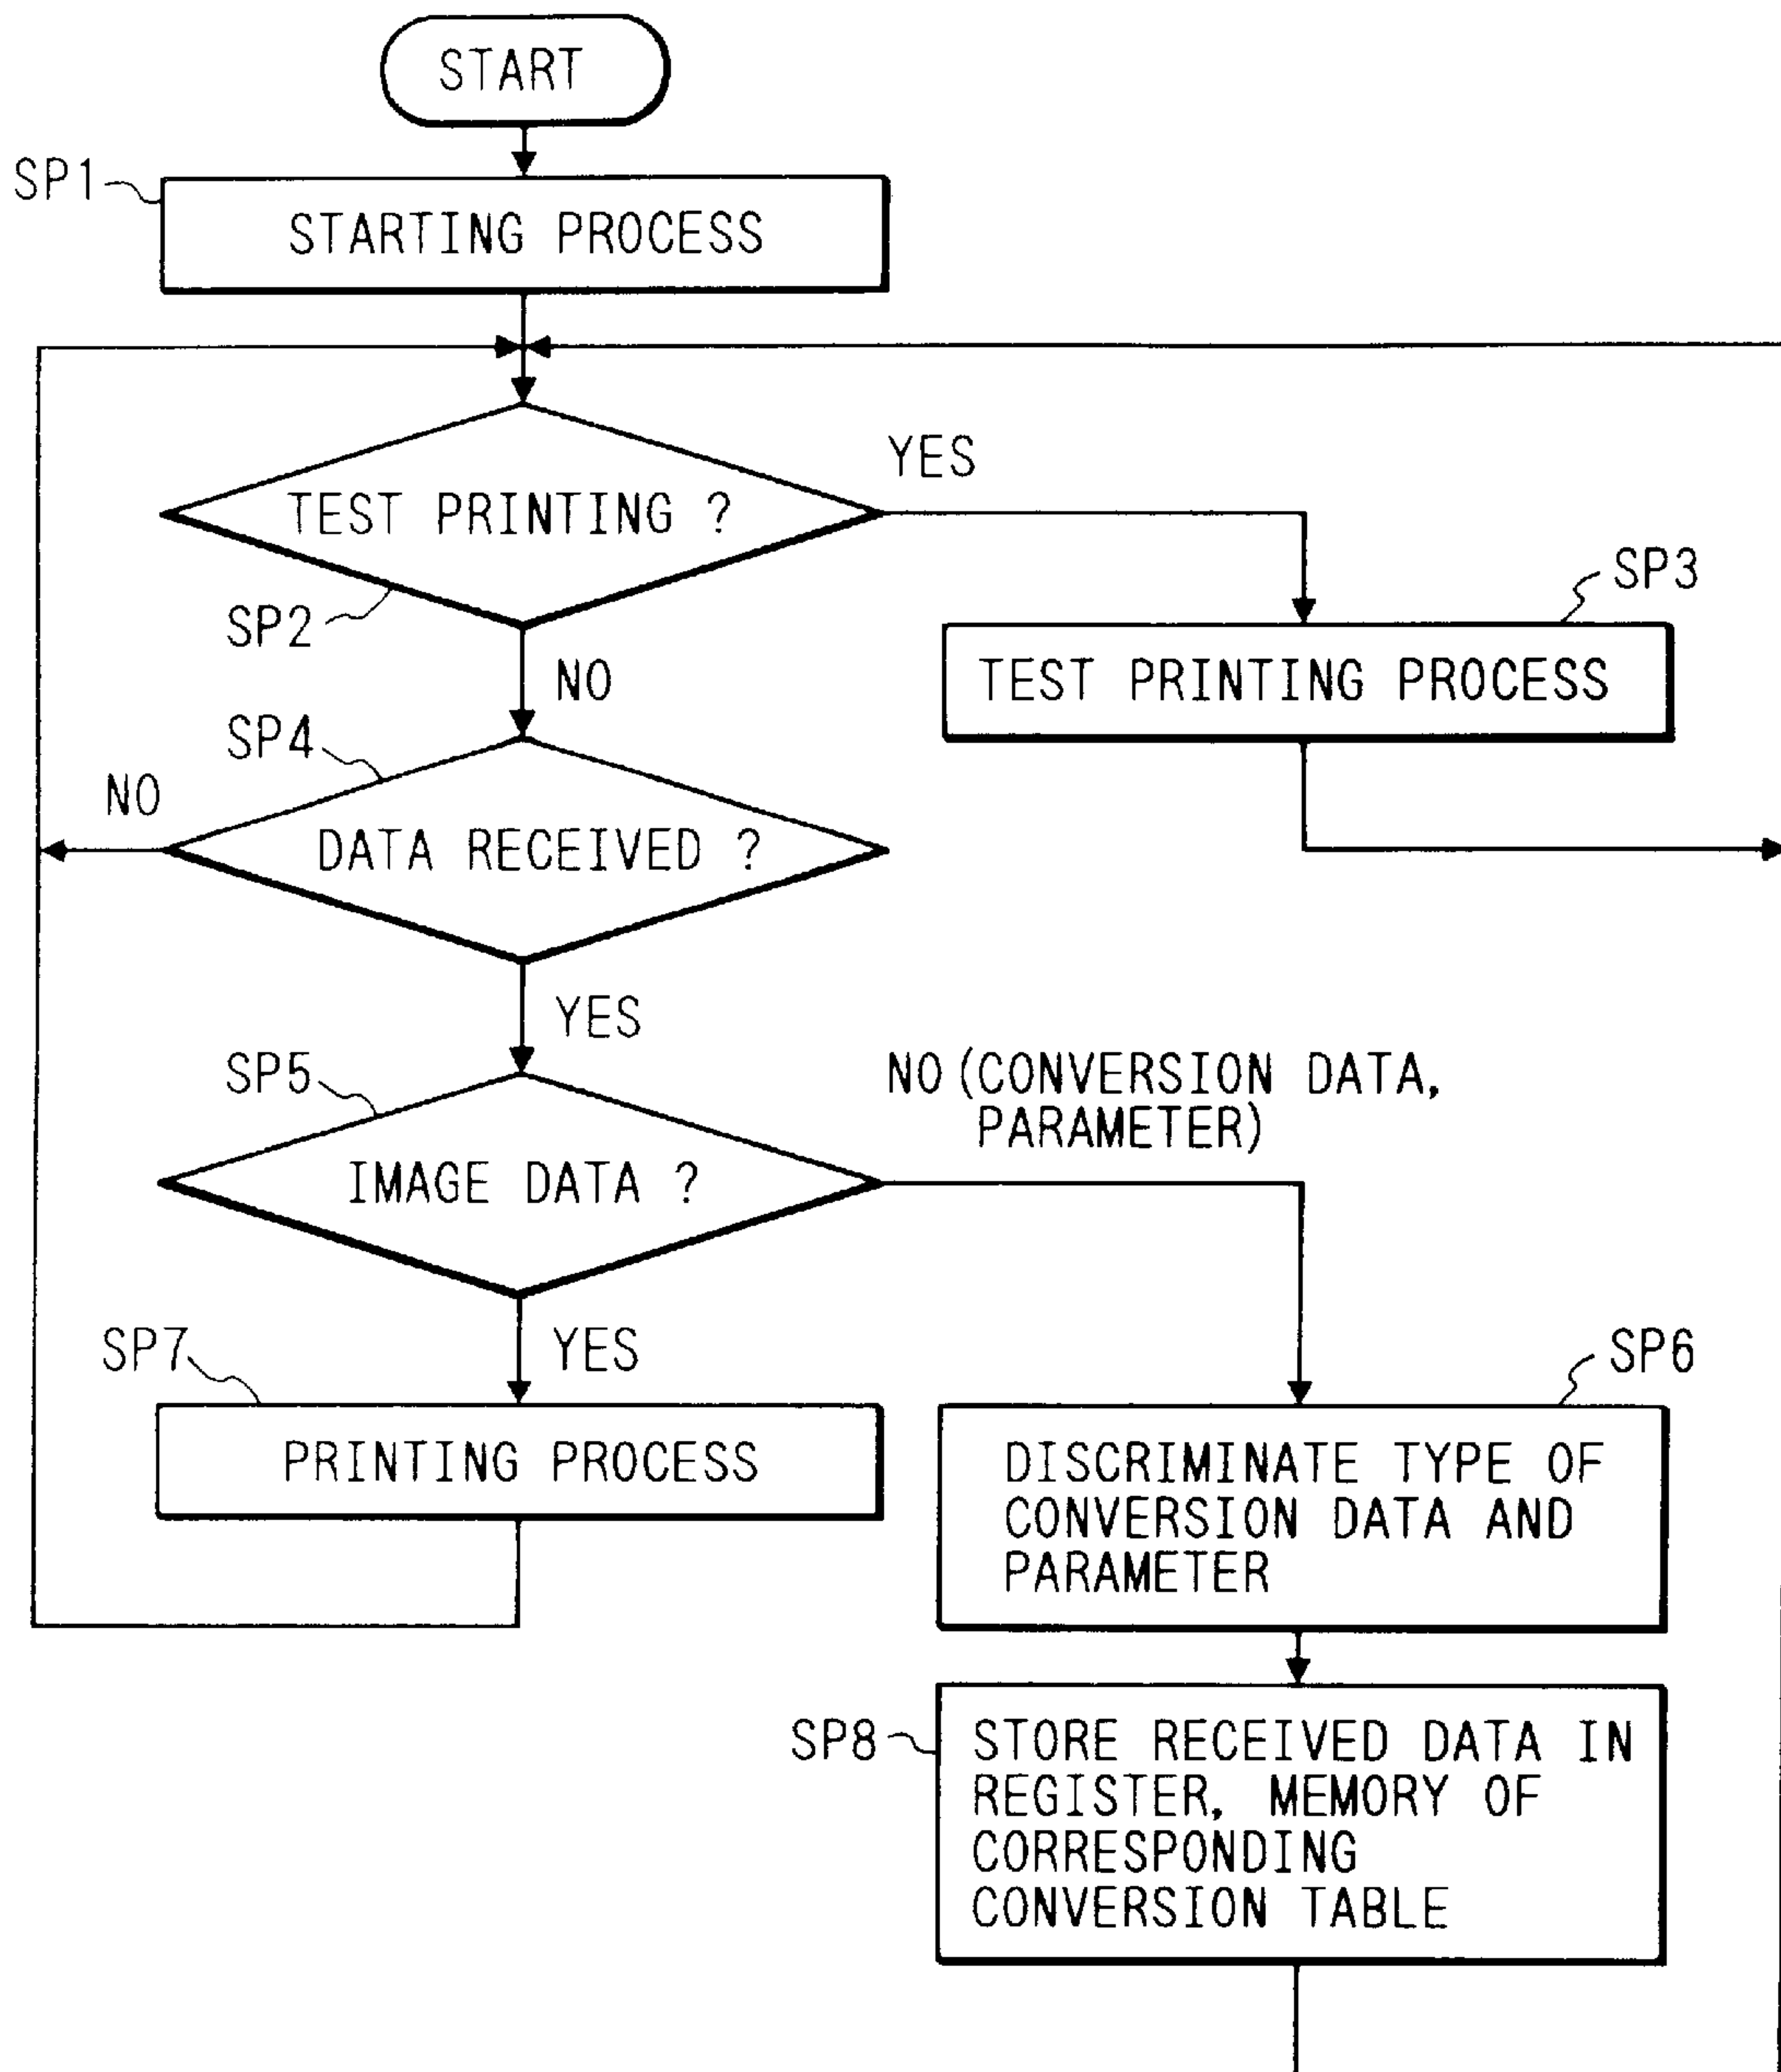 START
SP1
STARTING PROCESS
YES
TEST PRINTING ?
SP2
SP3
TEST PRINTING PROCESS
NO
SP4
NO
DATA RECEIVED ?
YES
SP5
NO (CONVERSION DATA,
PARAMETER)
IMAGE DATA ?
YES
SP7
SP6
PRINTING PROCESS
DISCRIMINATE TYPE OF
CONVERSION DATA AND
PARAMETER
SP8
STORE RECEIVED DATA IN
REGISTER, MEMORY OF
CORRESPONDING
CONVERSION TABLE